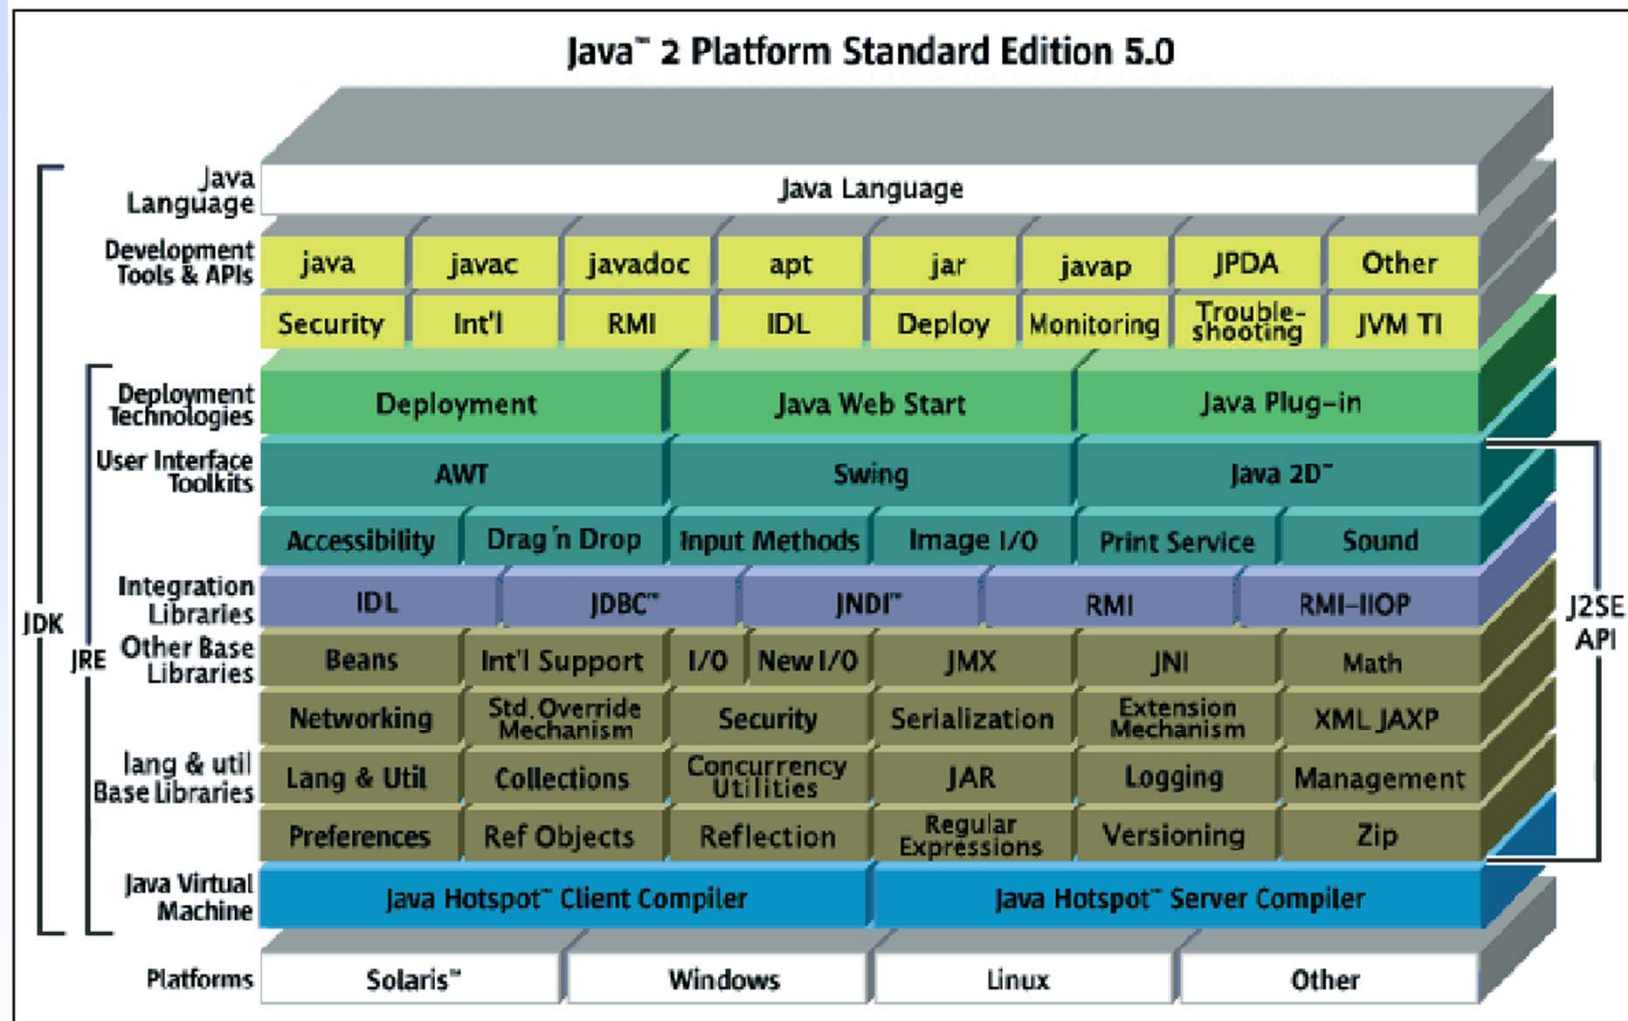 Java™ 2 Platform Standard Edition 5.0
Java
Language
Java Language
Development
Tools & APIs
java javac javadoc apt jar javap JPDA Other
Security Int'l RMI IDL Deploy Monitoring Trouble-
shooting JVM TI
Deployment
Technologies
Deployment Java Web Start Java Plug-in
User Interface
Toolkits
AWT Swing Java 2D™
Accessibility Drag'n Drop Input Methods Image I/O Print Service Sound
Integration
Libraries
IDL JDBC™ JNDI™ RMI RMI-IIOP
JDK
JRE
J2SE
API
Other Base
Libraries
Beans Int'l Support I/O New I/O JMX JNI Math
Networking Std. Override
Mechanism Security Serialization Extension
Mechanism XML JAXP
lang & util
Base Libraries
Lang & Util Collections Concurrency
Utilities JAR Logging Management
Preferences Ref Objects Reflection Regular
Expressions Versioning Zip
Java Virtual
Machine
Java Hotspot™ Client Compiler Java Hotspot™ Server Compiler
Platforms
Solaris™ Windows Linux Other